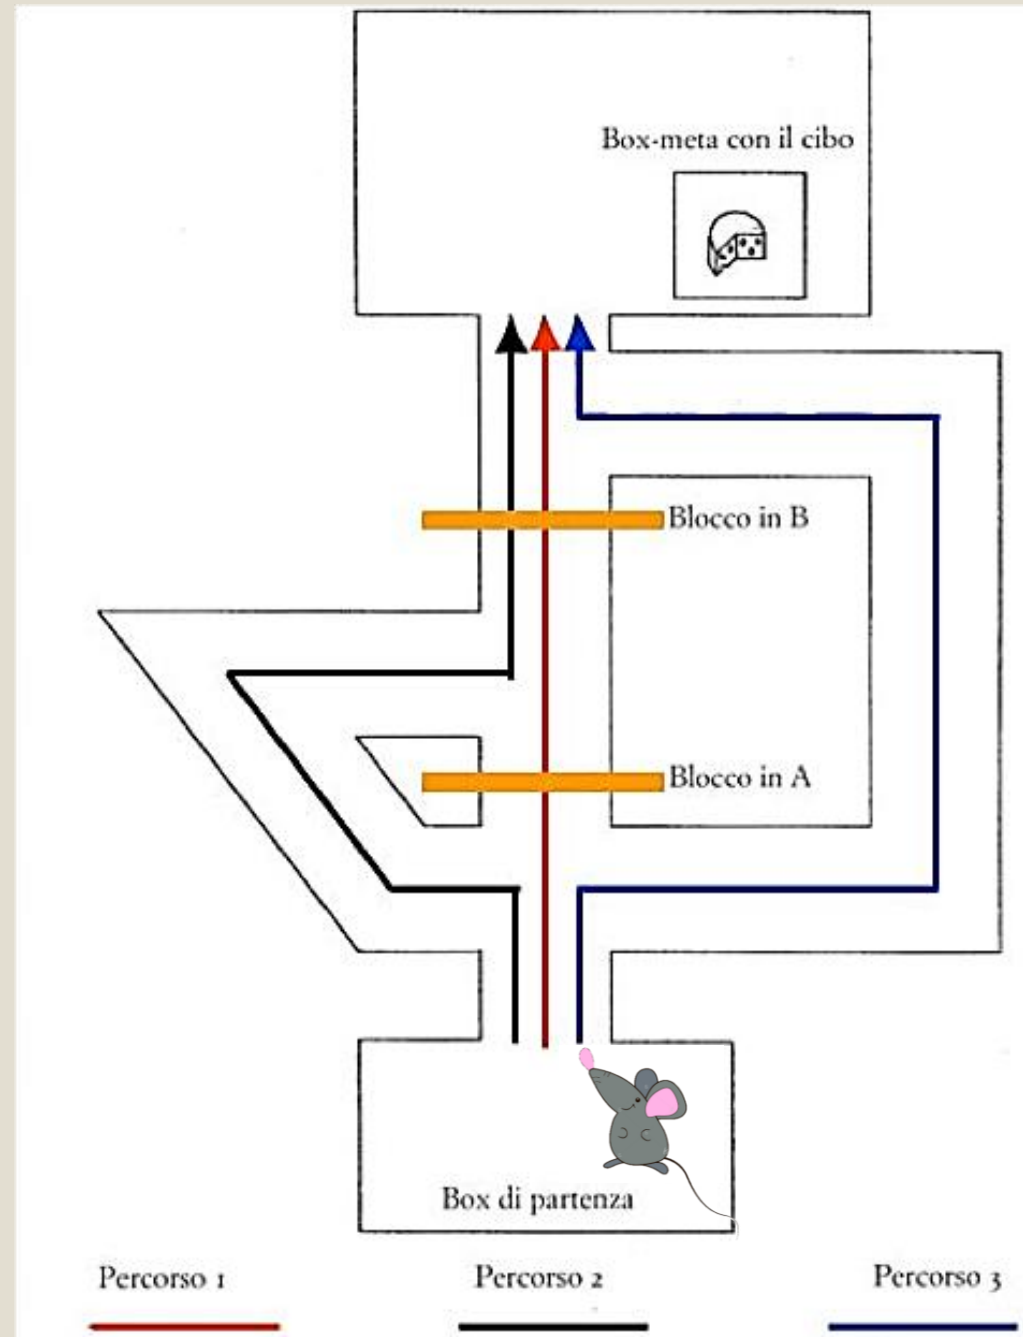 Box-meta con il cibo
Blocco in B
Blocco in A
Box di partenza
Percorso 1
Percorso 2
Percorso 3